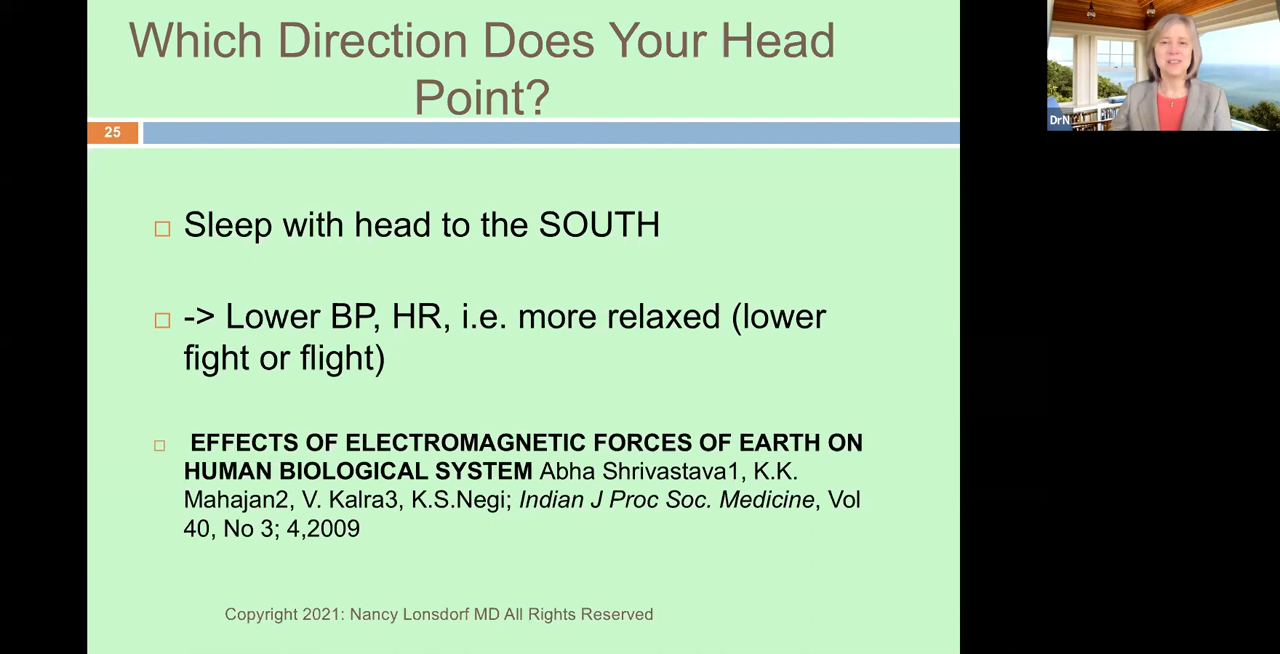 Which Direction Does Your Head
Point?
25
Sleep with head to the SOUTH
-> Lower BP, HR, i.e. more relaxed (lower
fight or flight)
EFFECTS OF ELECTROMAGNETIC FORCES OF EARTH ON
HUMAN BIOLOGICAL SYSTEM Abha Shrivastava1, K.K.
Mahajan2, V. Kalra3, K.S.Negi; Indian J Proc Soc. Medicine, Vol
40, No 3; 4,2009
Copyright 2021: Nancy Lonsdorf MD All Rights Reserved
DrN